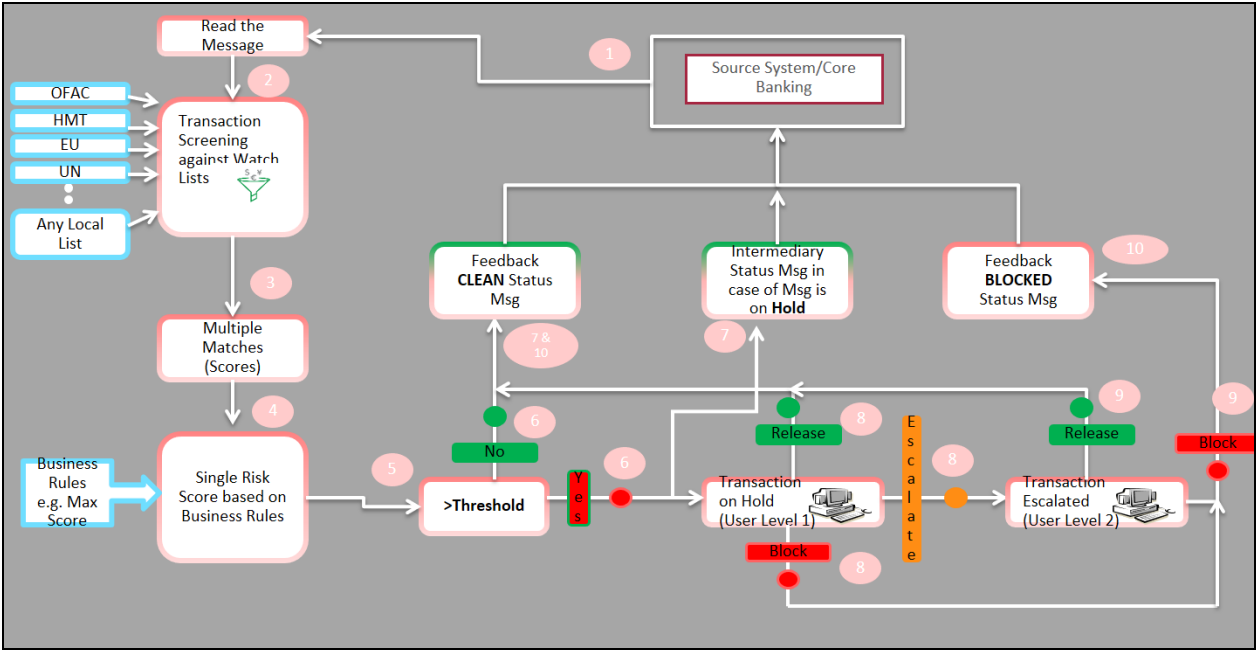 Read the
Message
1
Source System/Core
Banking
2
OFAC
HMT
EU
UN
Any Local
List
Transaction
Screening
against Watch
Lists
S C V
3
Feedback
CLEAN Status
Msg
Intermediary
Status Msg in
case of Msg is
on Hold
Feedback
BLOCKED
Status Msg
10
Multiple
Matches
(Scores)
7 &
10
7
4
6
No
Release
8
Escalate
9
Release
9
Block
Business
Rules
e.g. Max
Score
Single Risk
Score based on
Business Rules
5
>Threshold
Yes
6
Transaction
on Hold
(User Level 1)
8
Transaction
Escalated
(User Level 2)
Block
8